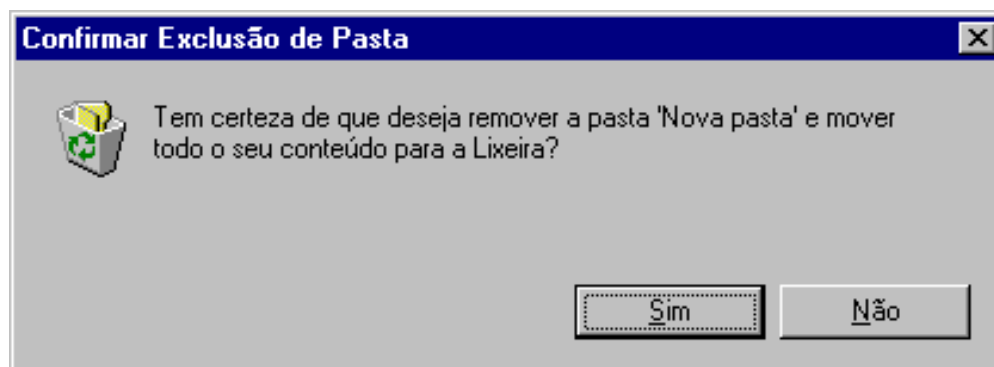 Confirmar Exclusão de Pasta
Tem certeza de que deseja remover a pasta 'Nova pasta' e mover
todo o seu conteúdo para a Lixeira?
Sim
Não